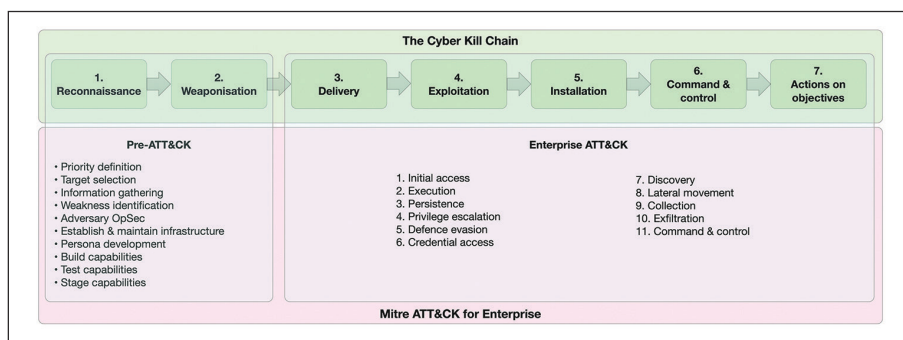 The Cyber Kill Chain
1.
Reconnaissance
2.
Weaponisation
3.
Delivery
4.
Exploitation
5.
Installation
6.
Command &
control
7.
Actions on
objectives
Pre-ATT&CK
• Priority definition
• Target selection
• Information gathering
• Weakness identification
• Adversary OpSec
• Establish & maintain infrastructure
• Persona development
• Build capabilities
• Test capabilities
• Stage capabilities
Enterprise ATT&CK
1. Initial access
2. Execution
3. Persistence
4. Privilege escalation
5. Defence evasion
6. Credential access
7. Discovery
8. Lateral movement
9. Collection
10. Exfiltration
11. Command & control
Mitre ATT&CK for Enterprise